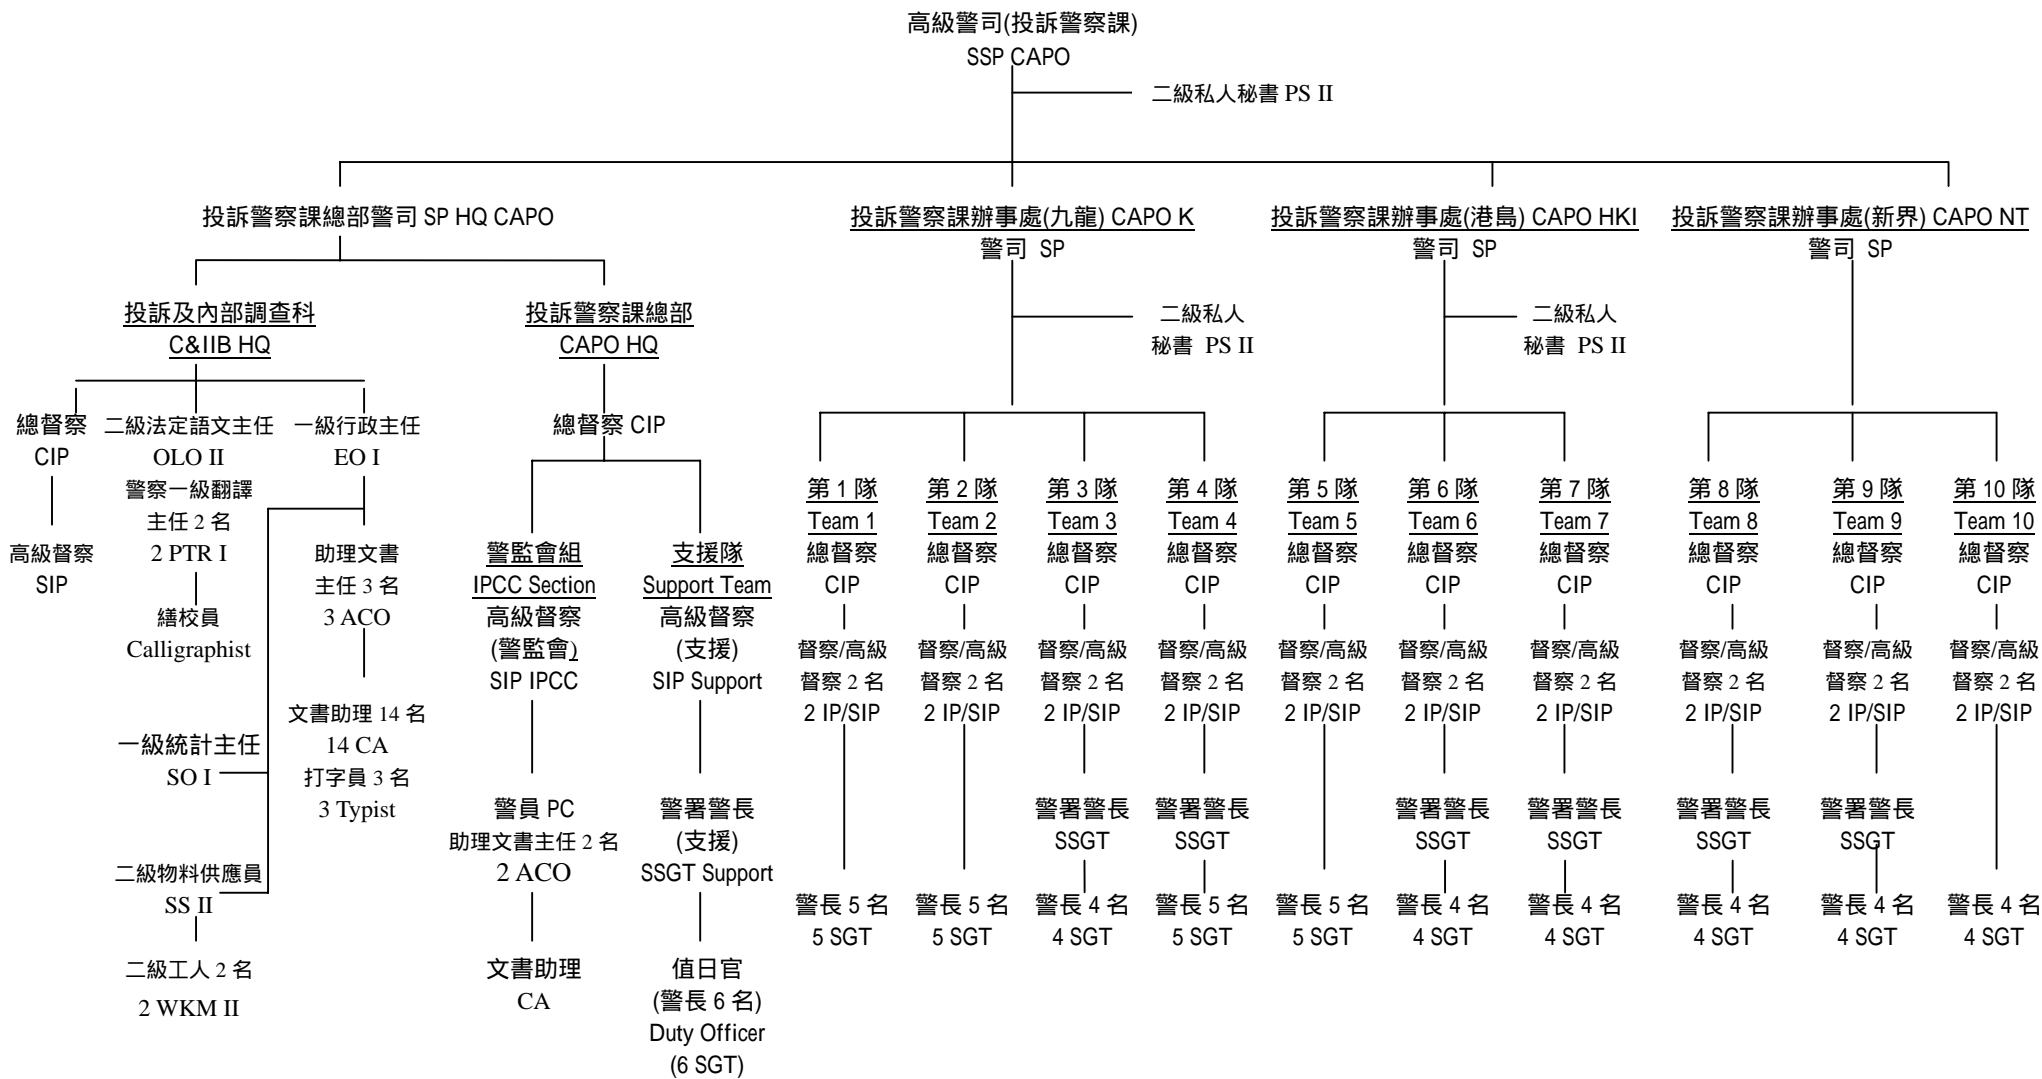 高級警司(投訴警察課)
SSP CAPO
二級私人秘書 PS II
投訴警察課總部警司 SP HQ CAPO
投訴及內部調查科
C&IIB HQ
總督察
CIP
高級督察
SIP
二級法定語文主任
OLO II
警察一級翻譯
主任 2 名
2 PTR I
繕校員
Calligraphist
一級行政主任
EO I
助理文書
主任 3 名
3 ACO
文書助理 14 名
14 CA
打字員 3 名
3 Typist
一級統計主任
SO I
二級物料供應員
SS II
二級工人 2 名
2 WKM II
投訴警察課總部
CAPO HQ
總督察 CIP
警監會組
IPCC Section
高級督察
(警監會)
SIP IPCC
警員 PC
助理文書主任 2 名
2 ACO
文書助理
CA
支援隊
Support Team
高級督察
(支援)
SIP Support
警署警長
(支援)
SSGT Support
值日官
(警長 6 名)
Duty Officer
(6 SGT)
投訴警察課辦事處(九龍) CAPO K
警司 SP
二級私人
秘書 PS II
第 1 隊
Team 1
總督察
CIP
督察/高級
督察 2 名
2 IP/SIP
警長 5 名
5 SGT
第 2 隊
Team 2
總督察
CIP
督察/高級
督察 2 名
2 IP/SIP
警長 5 名
5 SGT
第 3 隊
Team 3
總督察
CIP
督察/高級
督察 2 名
2 IP/SIP
警署警長
SSGT
警長 4 名
4 SGT
第 4 隊
Team 4
總督察
CIP
督察/高級
督察 2 名
2 IP/SIP
警署警長
SSGT
警長 5 名
5 SGT
投訴警察課辦事處(港島) CAPO HKI
警司 SP
二級私人
秘書 PS II
第 5 隊
Team 5
總督察
CIP
督察/高級
督察 2 名
2 IP/SIP
警長 5 名
5 SGT
第 6 隊
Team 6
總督察
CIP
督察/高級
督察 2 名
2 IP/SIP
警署警長
SSGT
警長 4 名
4 SGT
第 7 隊
Team 7
總督察
CIP
督察/高級
督察 2 名
2 IP/SIP
警署警長
SSGT
警長 4 名
4 SGT
投訴警察課辦事處(新界) CAPO NT
警司 SP
第 8 隊
Team 8
總督察
CIP
督察/高級
督察 2 名
2 IP/SIP
警署警長
SSGT
警長 4 名
4 SGT
第 9 隊
Team 9
總督察
CIP
督察/高級
督察 2 名
2 IP/SIP
警署警長
SSGT
警長 4 名
4 SGT
第 10 隊
Team 10
總督察
CIP
督察/高級
督察 2 名
2 IP/SIP
警長 4 名
4 SGT